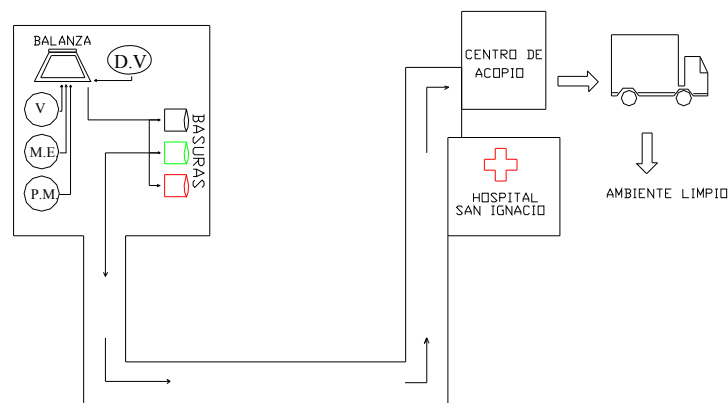 BALANZA
D.V
V
M.E
P.M.
BASURAS
CENTRO DE
ACOPIO
HOSPITAL
SAN IGNACIO
AMBIENTE LIMPIO